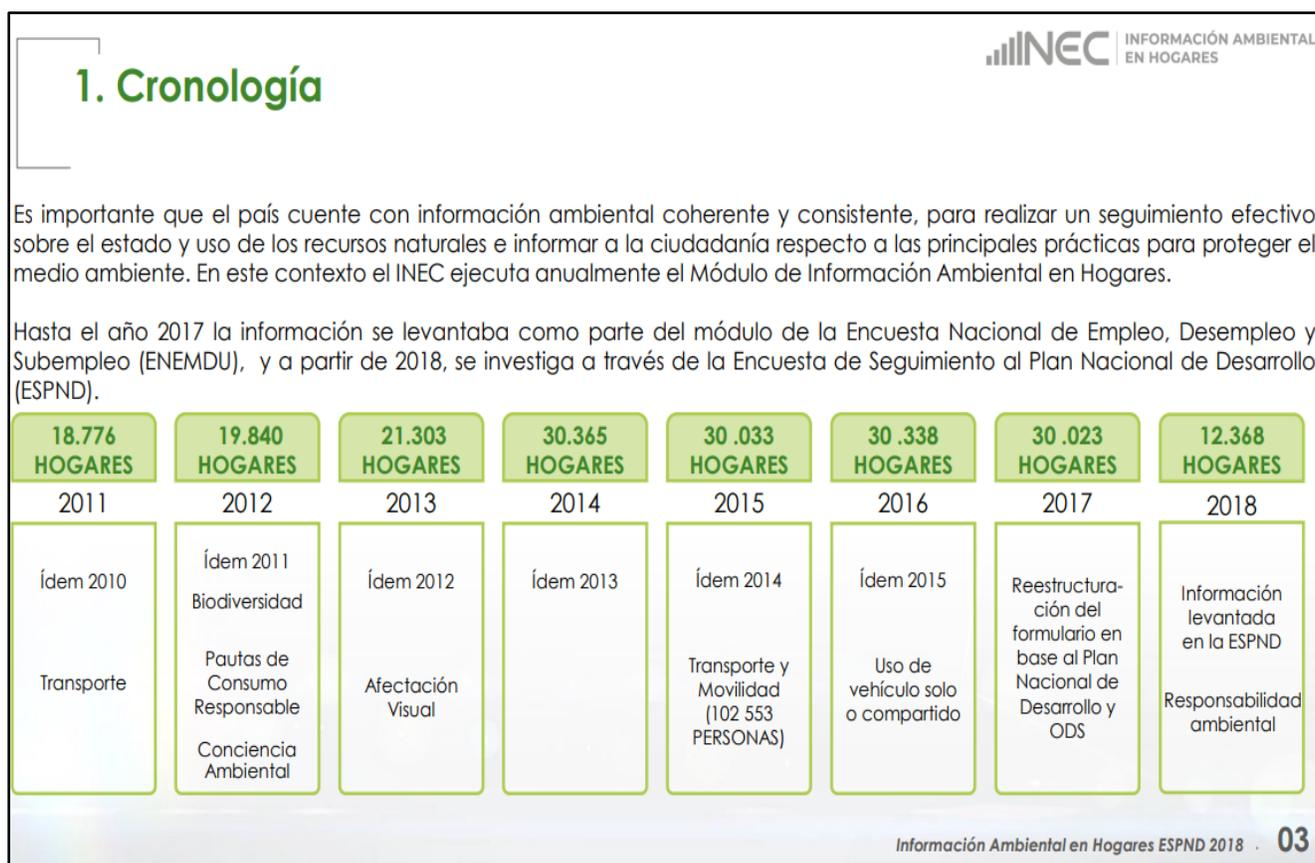 INEC
INFORMACIÓN AMBIENTAL
EN HOGARES
1. Cronología
Es importante que el país cuente con información ambiental coherente y consistente, para realizar un seguimiento efectivo
sobre el estado y uso de los recursos naturales e informar a la ciudadanía respecto a las principales prácticas para proteger el
medio ambiente. En este contexto el INEC ejecuta anualmente el Módulo de Información Ambiental en Hogares.
Hasta el año 2017 la información se levantaba como parte del módulo de la Encuesta Nacional de Empleo, Desempleo y
Subempleo (ENEMDU), y a partir de 2018, se investiga a través de la Encuesta de Seguimiento al Plan Nacional de Desarrollo
(ESPND).
18.776
HOGARES
2011
Ídem 2010
Transporte
19.840
HOGARES
2012
Ídem 2011
Biodiversidad
Pautas de
Consumo
Responsable
Conciencia
Ambiental
21.303
HOGARES
2013
Ídem 2012
Afectación
Visual
30.365
HOGARES
2014
Ídem 2013
30 .033
HOGARES
2015
Ídem 2014
Transporte y
Movilidad
(102 553
PERSONAS)
30 .338
HOGARES
2016
Ídem 2015
Uso de
vehículo solo
o compartido
30 .023
HOGARES
2017
Reestructura-
ción del
formulario en
base al Plan
Nacional de
Desarrollo y
ODS
12.368
HOGARES
2018
Información
levantada
en la ESPND
Responsabilidad
ambiental
Información Ambiental en Hogares ESPND 2018 . 03